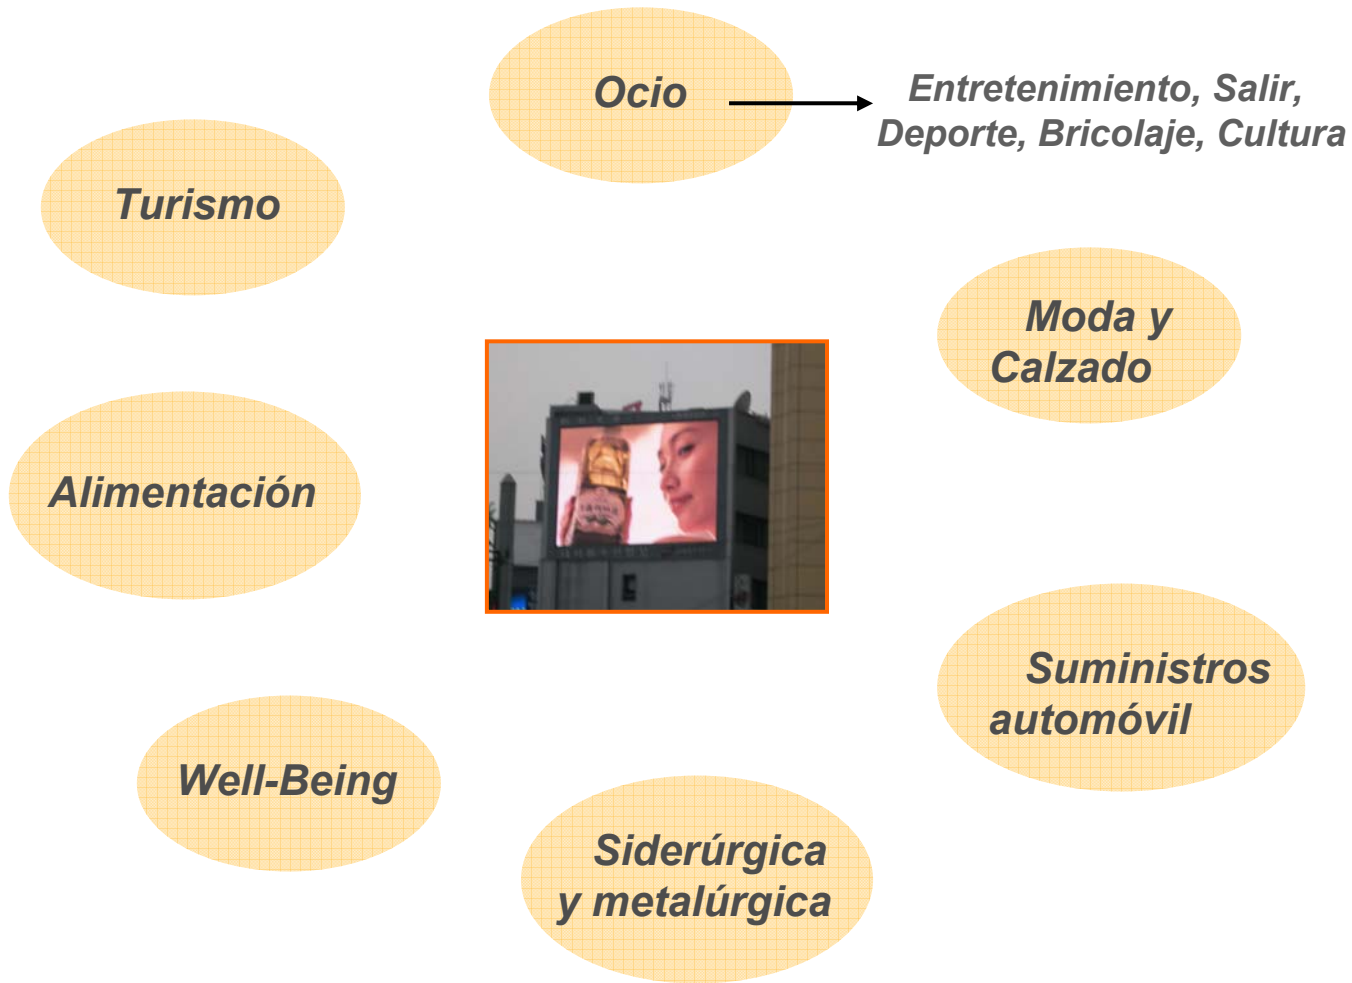 Ocio
Entretenimiento, Salir,
Deporte, Bricolaje, Cultura
Turismo
Moda y
Calzado
Alimentación
Suministros
automóvil
Well-Being
Siderúrgica
y metalúrgica